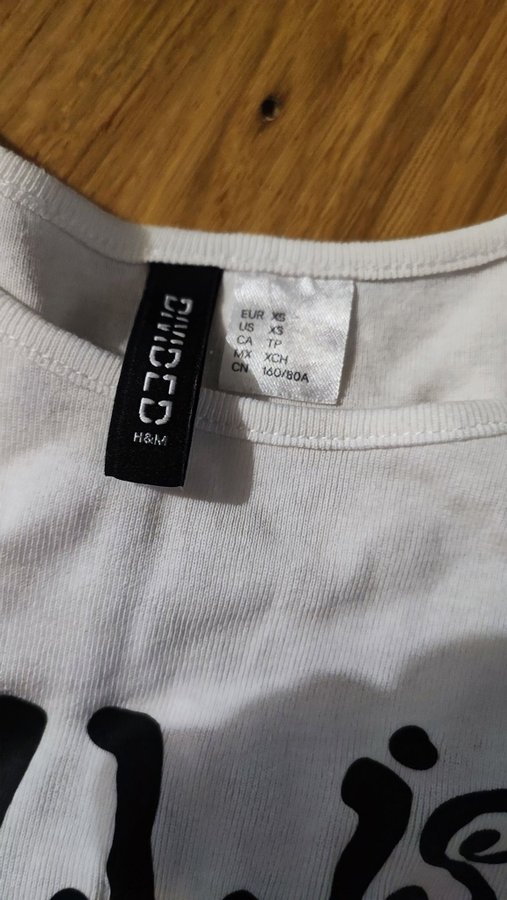 DIVIDED
H&M
EUR XS
US XS
CA TP
MX XCH
CN 160/80A